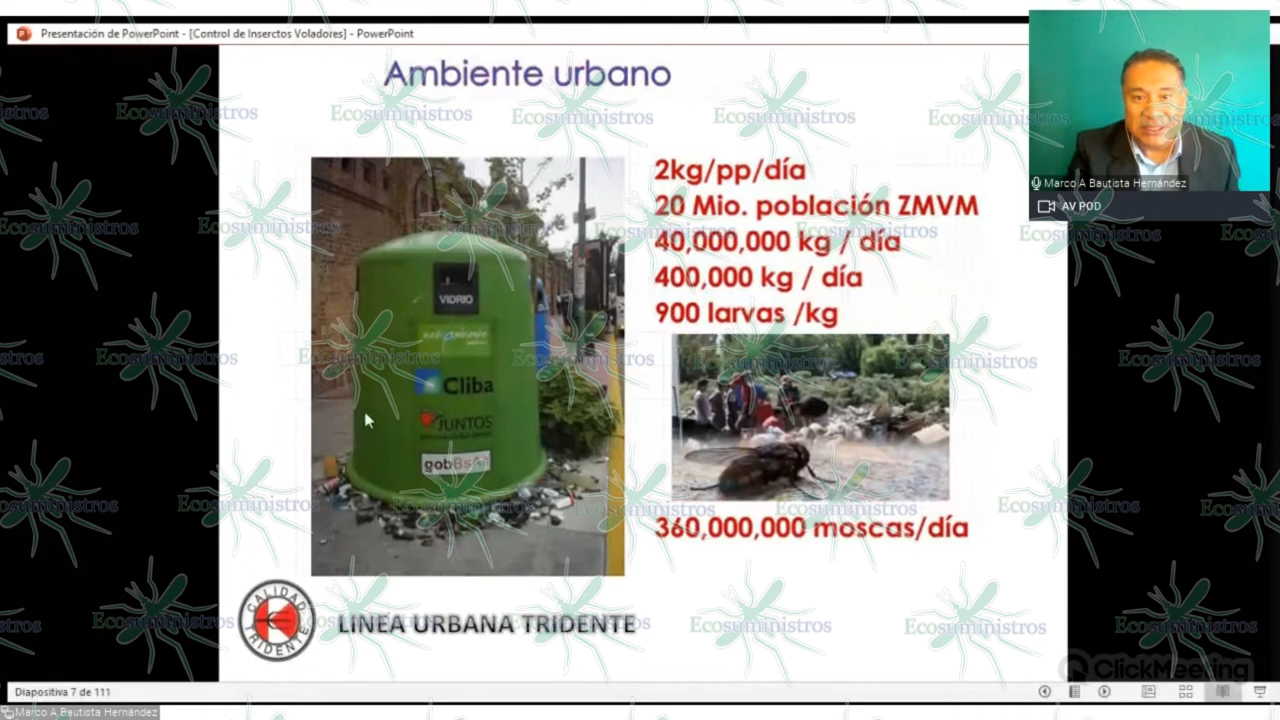 Presentación de PowerPoint - [Control de Inserctos Voladores] - PowerPoint
Ambiente urbano
2kg/pp/día
20 Mio. población ZMVM
40,000,000 kg / día
400,000 kg / día
900 larvas /kg
VIDRIO
Cliba
JUNTOS
gobBs
360,000,000 moscas/día
CALIDAD
TRIDENTE
LINEA URBANA TRIDENTE
Marco A Bautista Hernández
AV POD
Ecosuministros
ClickMeeting
Diapositiva 7 de 111
Marco A Bautista Hernández